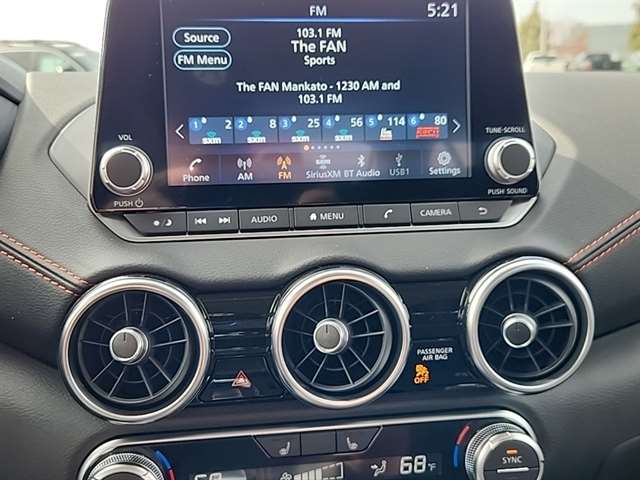 FM
5:21
Source
FM Menu
103.1 FM
The FAN
Sports
The FAN Mankato - 1230 AM and
103.1 FM
1 2 2 8 3 25 4 56 5 114 6 80
sxm sxm sxm sxm
VOL
TUNE-SCROLL
Phone AM FM SiriusXM BT Audio USB1 Settings
PUSH
PUSH SOUND
AUDIO MENU CAMERA
PASSENGER
AIR BAG
OFF
68 68°F
SYNC